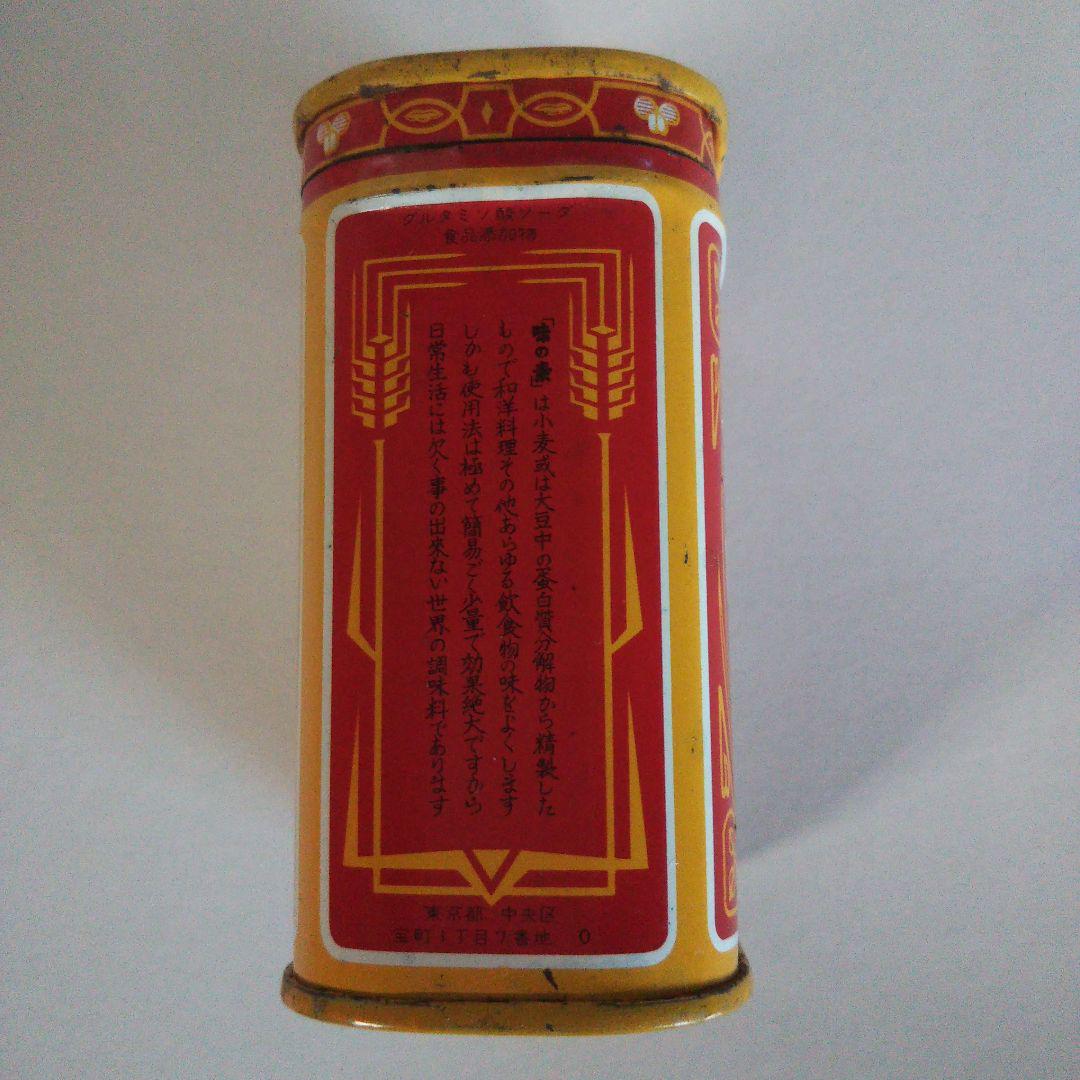 グルタミン酸ソーダ
食品添加物
「味の素」は小麦或は大豆中の蛋白質分解物から精製した
もので和洋料理その他あらゆる飲食物の味をよくします
しかも使用法は極めて簡易ごく少量で効果絶大ですから
日常生活には欠く事の出來ない世界の調味料であります
東京都 中央区
宝町1丁目7番地 0